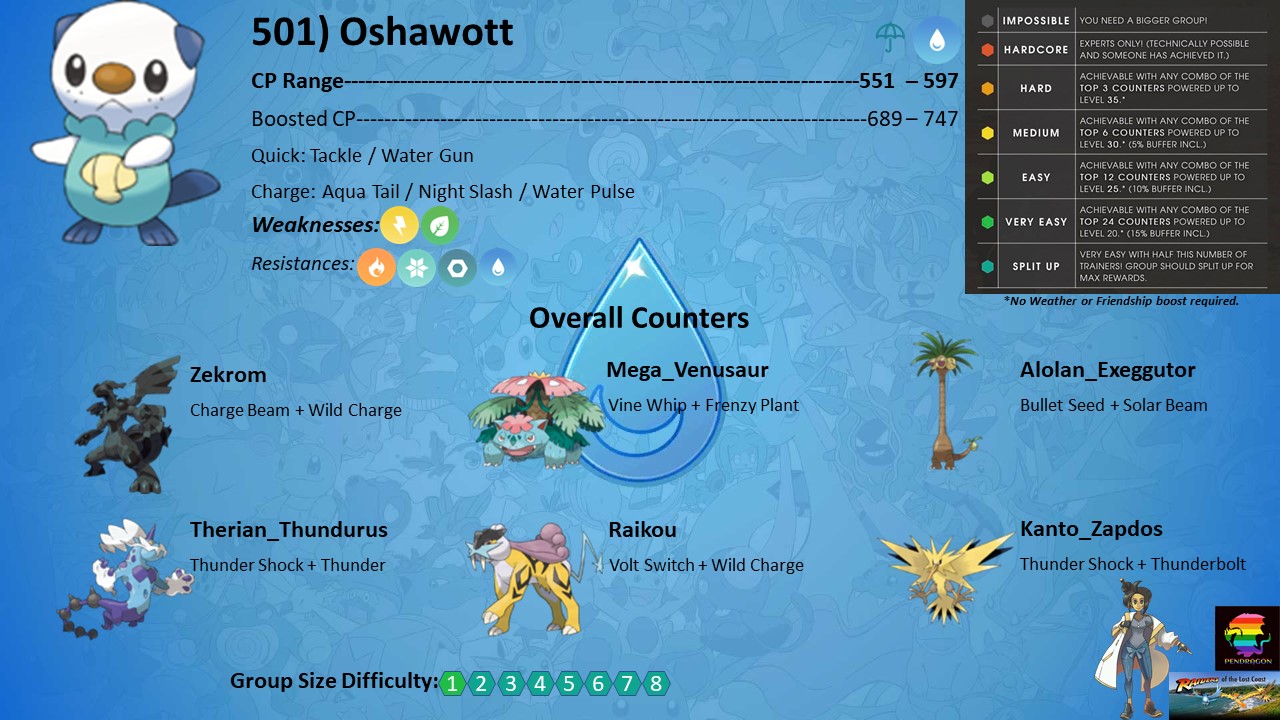 501) Oshawott
CP Range------------------------------------------------------------------------551 – 597
Boosted CP------------------------------------------------------------------------689 – 747
Quick: Tackle / Water Gun
Charge: Aqua Tail / Night Slash / Water Pulse
Weaknesses:
Resistances:
IMPOSSIBLE YOU NEED A BIGGER GROUP!
HARDCORE EXPERTS ONLY! (TECHNICALLY POSSIBLE
AND SOMEONE HAS ACHIEVED IT.)
HARD ACHIEVABLE WITH ANY COMBO OF THE
TOP 3 COUNTERS POWERED UP TO
LEVEL 35.*
MEDIUM ACHIEVABLE WITH ANY COMBO OF THE
TOP 6 COUNTERS POWERED UP TO
LEVEL 30.* (5% BUFFER INCL.)
EASY ACHIEVABLE WITH ANY COMBO OF THE
TOP 12 COUNTERS POWERED UP TO
LEVEL 25.* (10% BUFFER INCL.)
VERY EASY ACHIEVABLE WITH ANY COMBO OF THE
TOP 24 COUNTERS POWERED UP TO
LEVEL 20.* (15% BUFFER INCL.)
SPLIT UP VERY EASY WITH HALF THIS NUMBER OF
TRAINERS! GROUP SHOULD SPLIT UP FOR
MAX REWARDS.
*No Weather or Friendship boost required.
Overall Counters
Zekrom
Charge Beam + Wild Charge
Mega_Venusaur
Vine Whip + Frenzy Plant
Alolan_Exeggutor
Bullet Seed + Solar Beam
Therian_Thundurus
Thunder Shock + Thunder
Raikou
Volt Switch + Wild Charge
Kanto_Zapdos
Thunder Shock + Thunderbolt
Group Size Difficulty: 1 2 3 4 5 6 7 8
PENDRAGON
RAIDERS of the Lost Coast